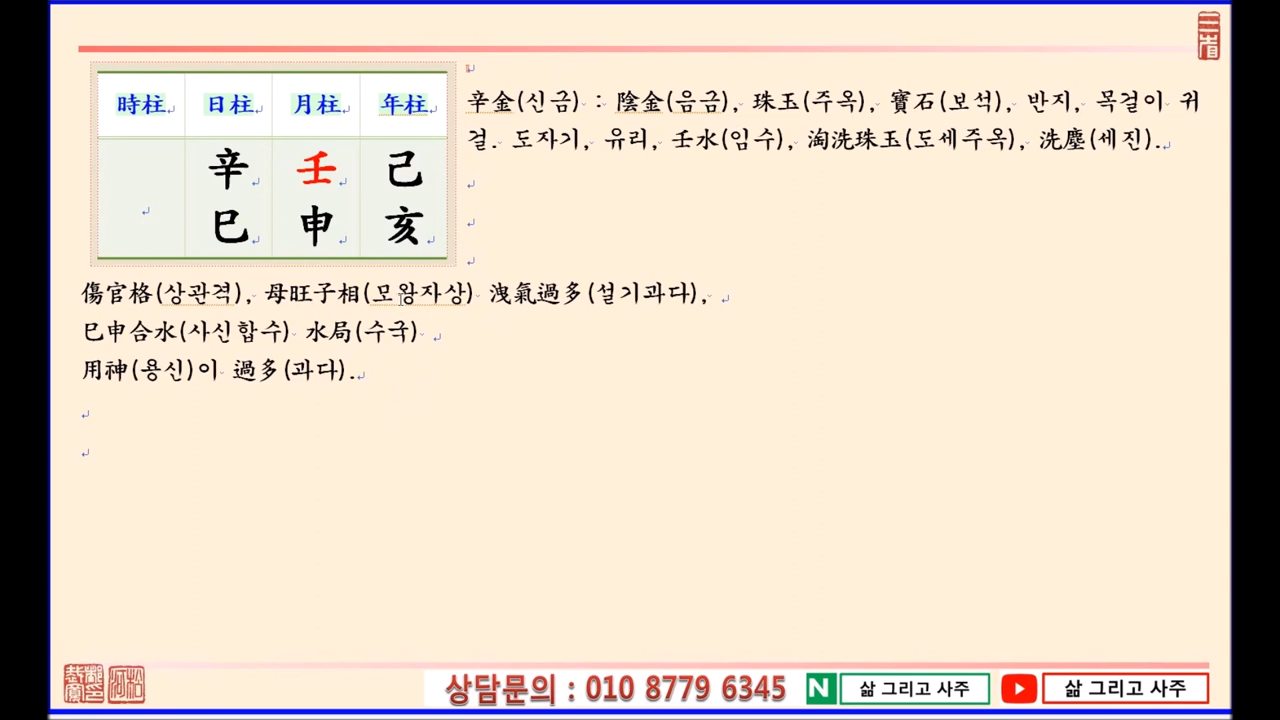 時柱 日柱 月柱 年柱
辛 壬 己
巳 申 亥
辛金(신금) : 陰金(음금), 珠玉(주옥), 寶石(보석), 반지, 목걸이 귀
걸. 도자기, 유리, 壬水(임수), 淘洗珠玉(도세주옥), 洗塵(세진).
傷官格(상관격), 母旺子相(모왕자상) 洩氣過多(설기과다),
巳申合水(사신합수) 水局(수국)
用神(용신)이 過多(과다).
상담문의 : 010 8779 6345 N 삶 그리고 사주 삶 그리고 사주